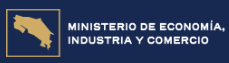 MINISTERIO DE ECONOMÍA,
INDUSTRIA Y COMERCIO